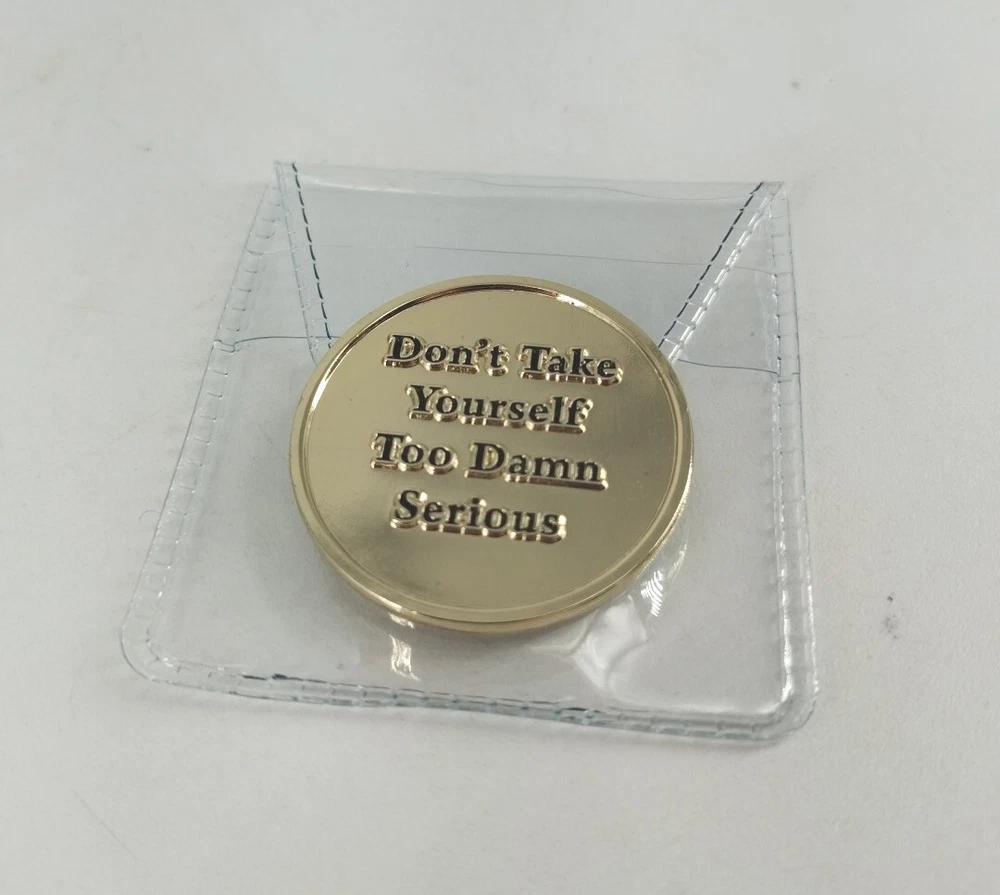 Don't Take
Yourself
Too Damn
Serious